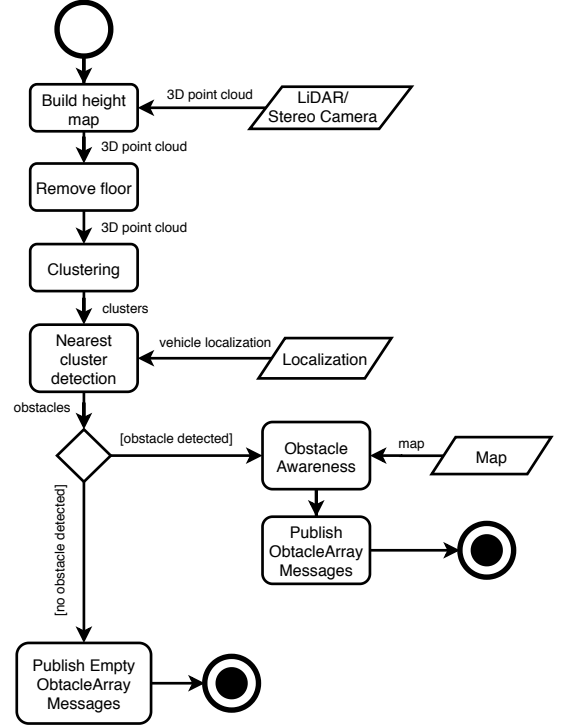 3D point cloud
LiDAR/
Stereo Camera
Build height
map
3D point cloud
Remove floor
3D point cloud
Clustering
clusters
Nearest
cluster
detection
vehicle localization
Localization
obstacles
[obstacle detected]
Obstacle
Awareness
map
Map
[no obstacle detected]
Publish
ObtacleArray
Messages
Publish Empty
ObtacleArray
Messages